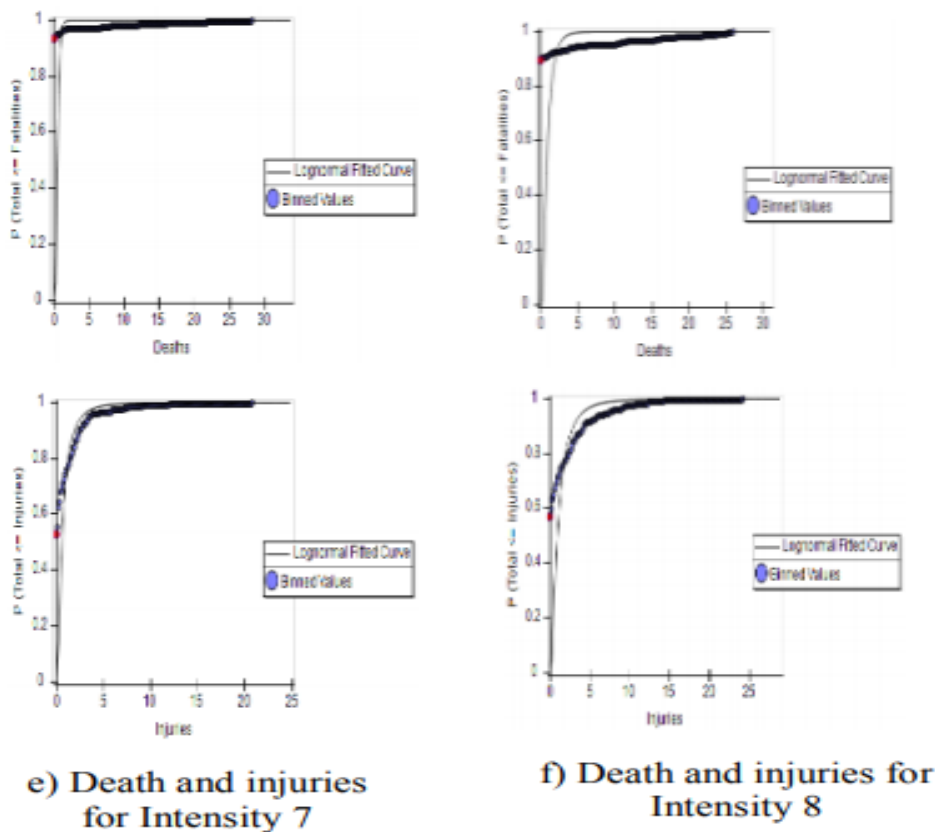 P (Total <= Fatalities)
1
0.8
0.6
0.4
0.2
0
0 5 10 15 20 25 30
Deaths
Lognormal Fitted Curve
Binned Values
P (Total <= Fatalities)
1
0.8
0.6
0.4
0.2
0
0 5 10 15 20 25 30
Deaths
Lognormal Fitted Curve
Binned Values
P (Total <= Injuries)
1
0.8
0.6
0.4
0.2
0
0 5 10 15 20 25
Injuries
Lognormal Fitted Curve
Binned Values
P (Total <= Injuries)
1
0.8
0.6
0.4
0.2
0
0 5 10 15 20 25
Injuries
Lognormal Fitted Curve
Binned Values
e) Death and injuries
for Intensity 7
f) Death and injuries for
Intensity 8